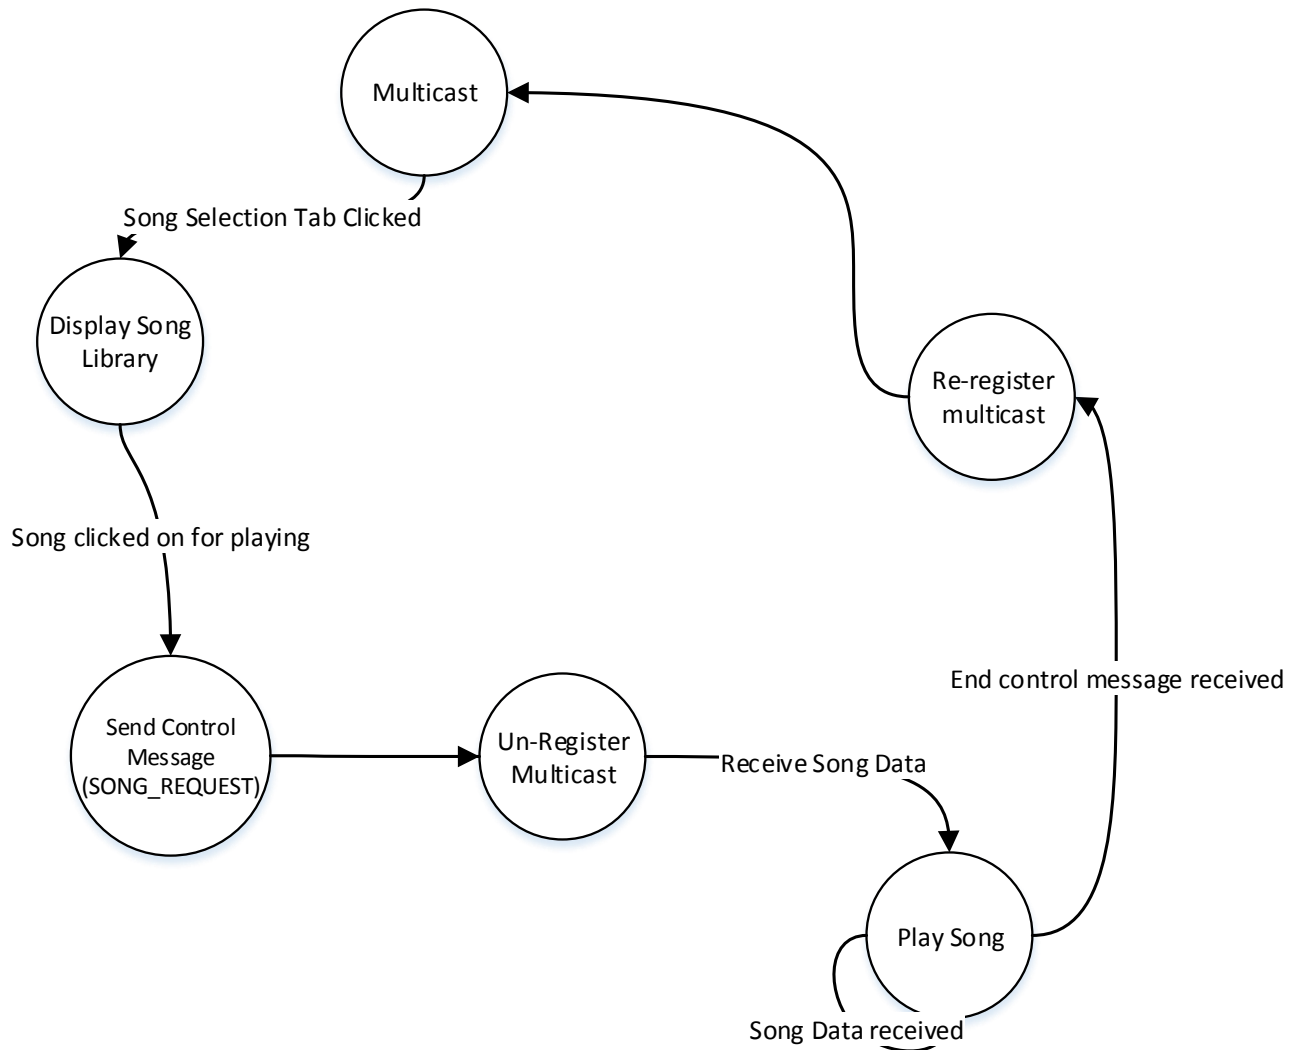 Multicast
Song Selection Tab Clicked
Display Song
Library
Re-register
multicast
Song clicked on for playing
End control message received
Send Control
Message
(SONG_REQUEST)
Un-Register
Multicast
Receive Song Data
Play Song
Song Data received